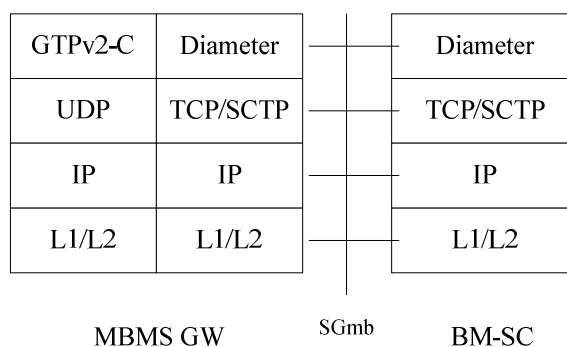 GTPv2-C Diameter Diameter
UDP TCP/SCTP TCP/SCTP
IP IP IP
L1/L2 L1/L2 L1/L2
MBMS GW SGmb BM-SC